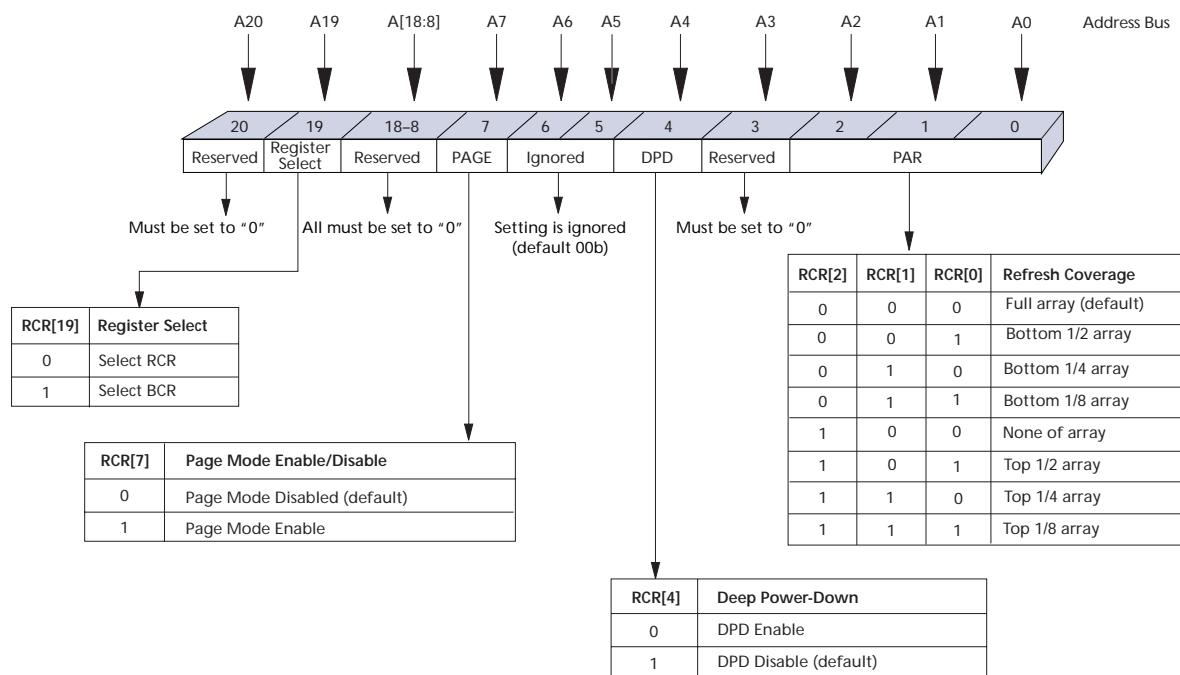 A20 A19 A[18:8] A7 A6 A5 A4 A3 A2 A1 A0 Address Bus
20 19 18–8 7 6 5 4 3 2 1 0
Reserved Register Select Reserved PAGE Ignored DPD Reserved PAR
Must be set to “0”
All must be set to “0”
Setting is ignored
(default 00b)
Must be set to “0”
RCR[19] Register Select
0 Select RCR
1 Select BCR
RCR[7] Page Mode Enable/Disable
0 Page Mode Disabled (default)
1 Page Mode Enable
RCR[2] RCR[1] RCR[0] Refresh Coverage
0 0 0 Full array (default)
0 0 1 Bottom 1/2 array
0 1 0 Bottom 1/4 array
0 1 1 Bottom 1/8 array
1 0 0 None of array
1 0 1 Top 1/2 array
1 1 0 Top 1/4 array
1 1 1 Top 1/8 array
RCR[4] Deep Power-Down
0 DPD Enable
1 DPD Disable (default)